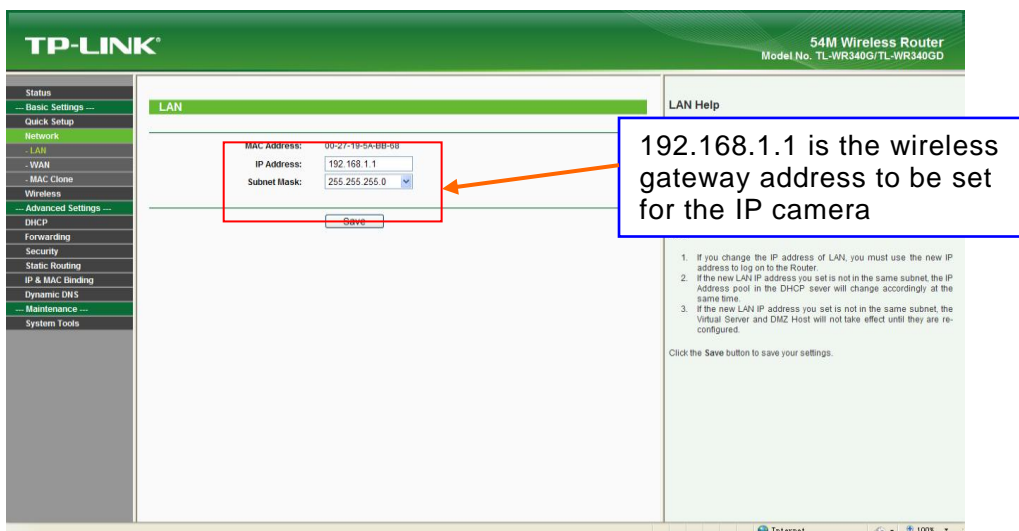 TP-LINK®
54M Wireless Router
Model No. TL-WR340G/TL-WR340GD
Status
--- Basic Settings ---
Quick Setup
Network
- LAN
- WAN
- MAC Clone
Wireless
--- Advanced Settings ---
DHCP
Forwarding
Security
Static Routing
IP & MAC Binding
Dynamic DNS
--- Maintenance ---
System Tools
LAN
MAC Address: 00-27-19-5A-BB-68
IP Address: 192.168.1.1
Subnet Mask: 255.255.255.0
Save
LAN Help
192.168.1.1 is the wireless
gateway address to be set
for the IP camera
1. If you change the IP address of LAN, you must use the new IP
address to log on to the Router.
2. If the new LAN IP address you set is not in the same subnet, the IP
Address pool in the DHCP sever will change accordingly at the
same time.
3. If the new LAN IP address you set is not in the same subnet, the
Virtual Server and DMZ Host will not take effect until they are re-
configured.
Click the Save button to save your settings.
Internet
100%